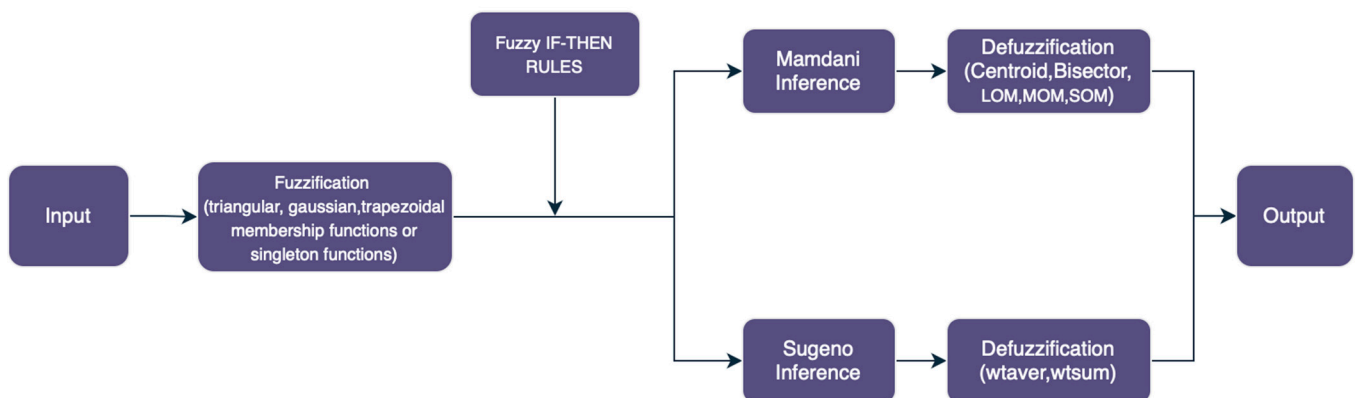 Fuzzy IF-THEN
RULES
Mamdani
Inference
Defuzzification
(Centroid,Bisector,
LOM,MOM,SOM)
Input
Fuzzification
(triangular, gaussian,trapezoidal
membership functions or
singleton functions)
Output
Sugeno
Inference
Defuzzification
(wtaver,wtsum)